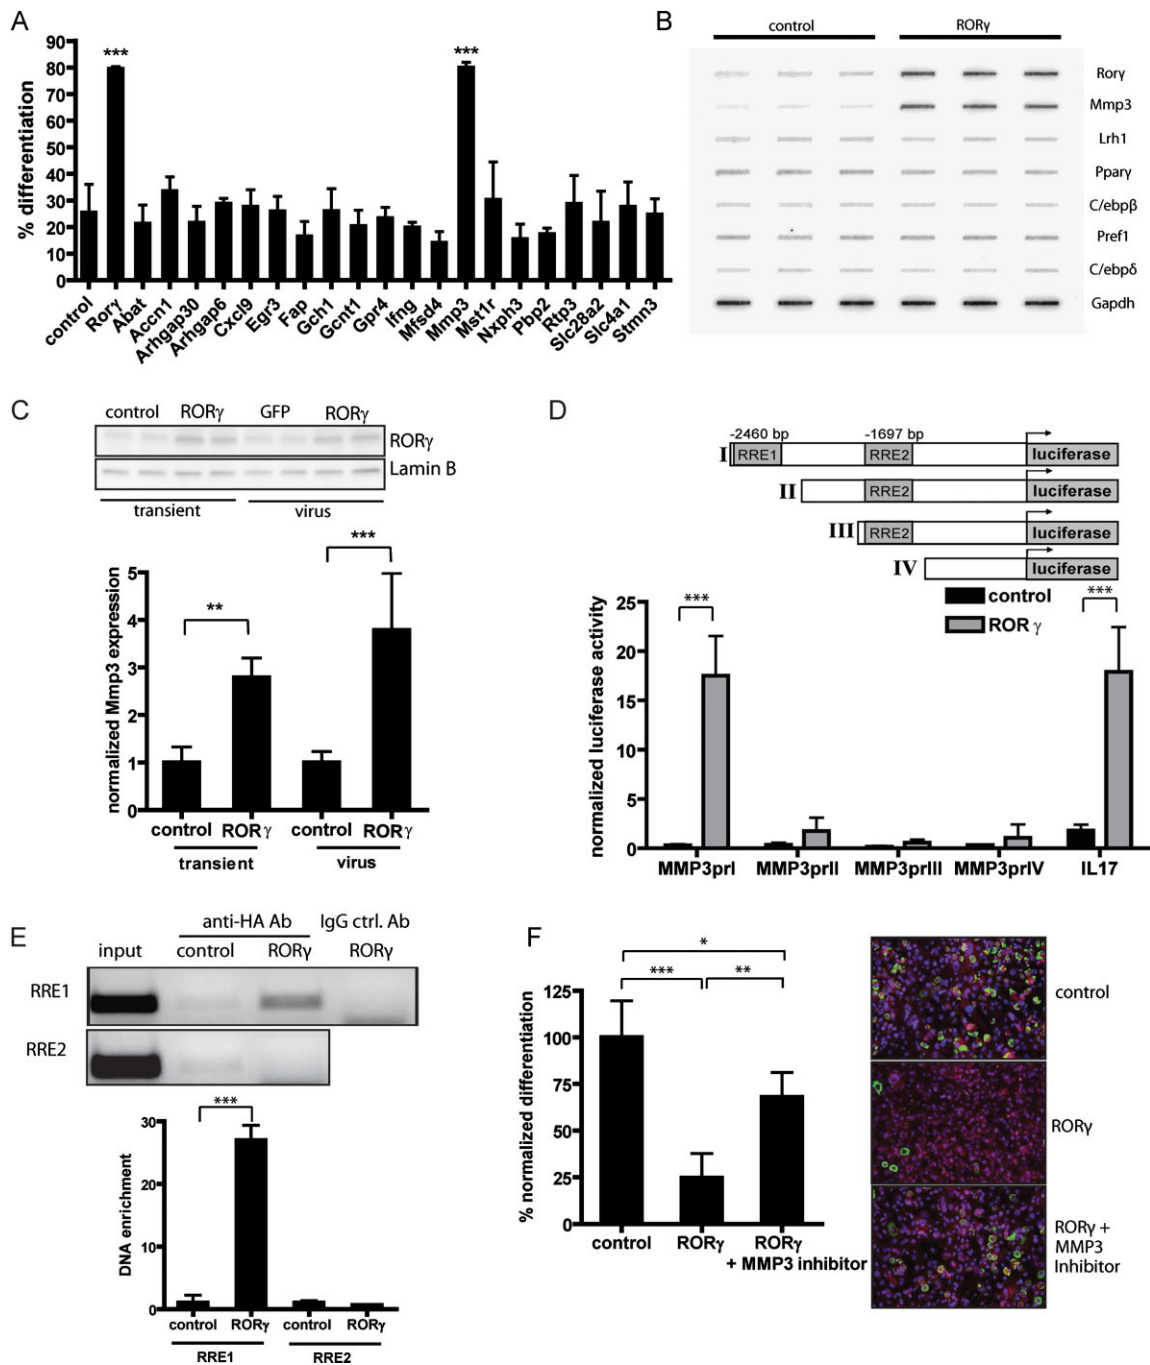 A
% differentiation
90
80
70
60
50
40
30
20
10
0
*** ***
control
Rorγ
Abat
Accn1
Arhgap30
Arhgap6
Cxcl9
Egr3
Fap
Gch1
Gcnt1
Gpr4
Ifng
Mfsd4
Mmp3
Mst1r
Nxph3
Pbp2
Rtp3
Slc28a2
Slc4a1
Stmn3
B
control RORγ
Rorγ
Mmp3
Lrh1
Pparγ
C/ebpβ
Pref1
C/ebpδ
Gapdh
C
control RORγ GFP RORγ
RORγ
Lamin B
transient virus
normalized Mmp3 expression
5
4
3
2
1
0
** ***
control ROR γ control ROR γ
transient virus
D
-2460 bp -1697 bp
I RRE1 RRE2 luciferase
II RRE2 luciferase
III RRE2 luciferase
IV luciferase
control
ROR γ
normalized luciferase activity
25
20
15
10
5
0
*** ***
MMP3prI MMP3prII MMP3prIII MMP3prIV IL17
E
anti-HA Ab IgG ctrl. Ab
input control RORγ RORγ
RRE1
RRE2
DNA enrichment
30
20
10
0
***
control RORγ control RORγ
RRE1 RRE2
F
% normalized differentiation
125
100
75
50
25
0
*
*** **
control RORγ RORγ
+ MMP3 inhibitor
control
RORγ
RORγ +
MMP3
Inhibitor